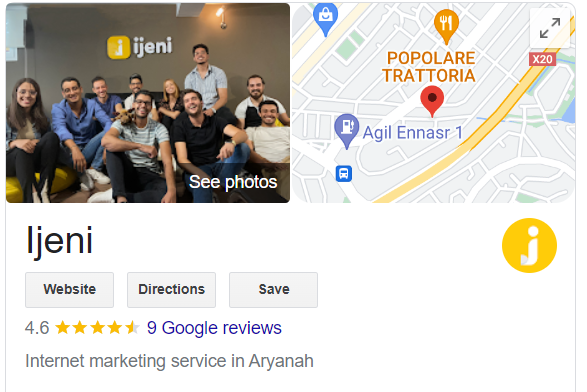 ijeni
See photos
POPOLARE
TRATTORIA
X20
Agil Ennasr 1
Ijeni
Website
Directions
Save
4.6 9 Google reviews
Internet marketing service in Aryanah